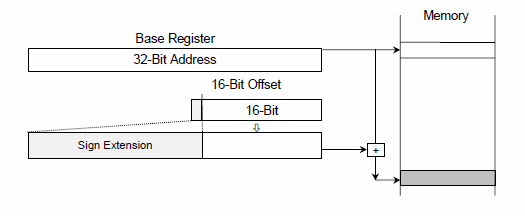 Memory
Base Register
32-Bit Address
16-Bit Offset
16-Bit
Sign Extension
+